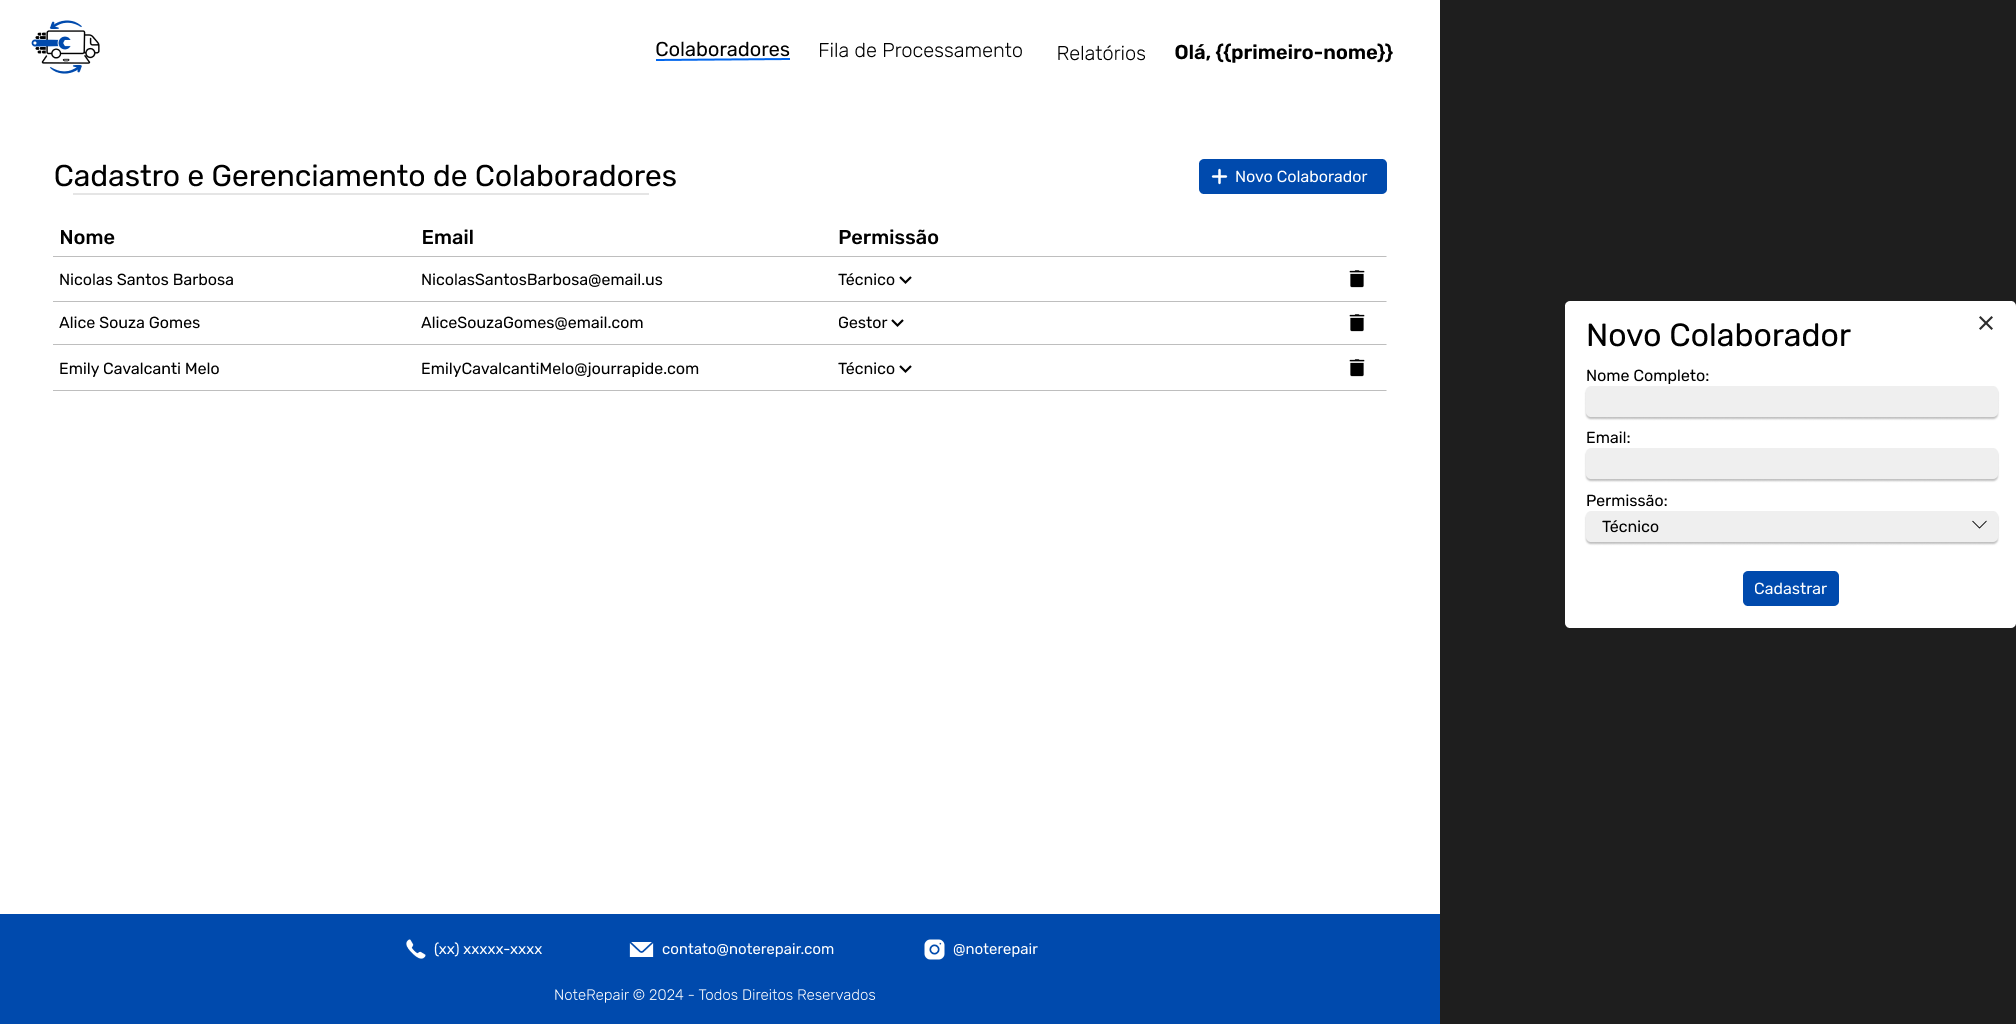 Colaboradores Fila de Processamento Relatórios Olá, {{primeiro-nome}}
Cadastro e Gerenciamento de Colaboradores
Novo Colaborador
Nome Email Permissão
Nicolas Santos Barbosa NicolasSantosBarbosa@email.us Técnico
Alice Souza Gomes AliceSouzaGomes@email.com Gestor
Emily Cavalcanti Melo EmilyCavalcantiMelo@jourrapide.com Técnico
(xx) xxxxx-xxxx contato@noterepair.com @noterepair
NoteRepair © 2024 - Todos Direitos Reservados
Novo Colaborador
Nome Completo:
Email:
Permissão:
Técnico
Cadastrar